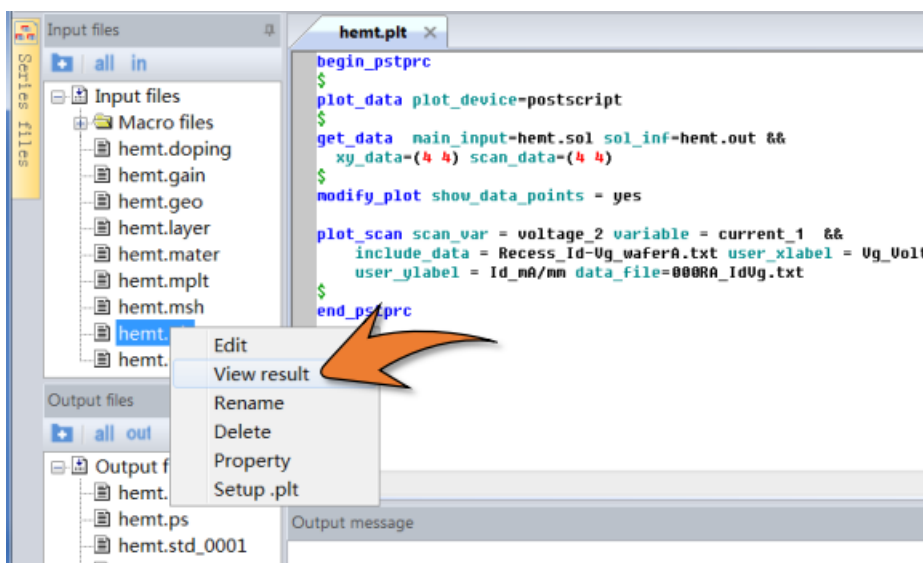 Series files
Input files
all in
Input files
Macro files
hemt.doping
hemt.gain
hemt.geo
hemt.layer
hemt.mater
hemt.mplt
hemt.msh
hemt.
hemt.
Edit
View result
Rename
Delete
Property
Setup .plt
Output files
all out
Output f
hemt.
hemt.ps
hemt.std_0001
hemt.plt
begin_pstprc
$
plot_data plot_device=postscript
$
get_data main_input=hemt.sol sol_inf=hemt.out &&
xy_data=(4 4) scan_data=(4 4)
$
modify_plot show_data_points = yes
plot_scan scan_var = voltage_2 variable = current_1 &&
include_data = Recess_Id-Vg_waferA.txt user_xlabel = Vg_Volt
user_ylabel = Id_mA/mm data_file=000RA_IdVg.txt
$
end_pstprc
Output message